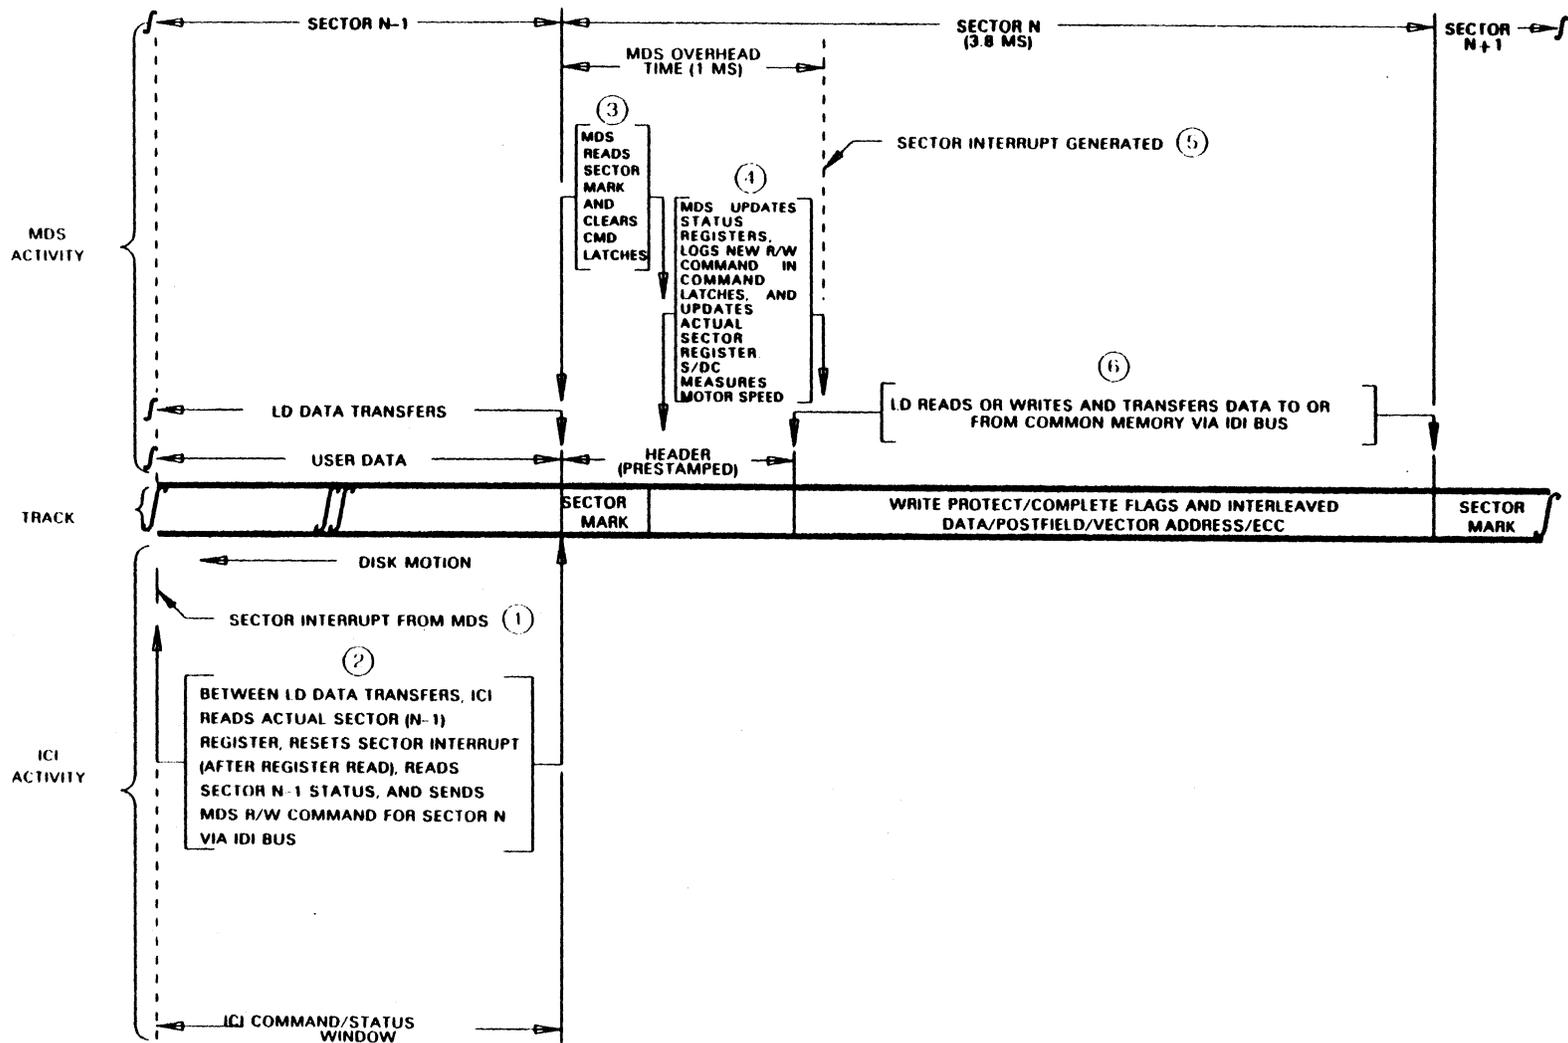 SECTOR N-1
SECTOR N
(3.8 MS)
SECTOR
N+1
MDS OVERHEAD
TIME (1 MS)
3
MDS
READS
SECTOR
MARK
AND
CLEARS
CMD
LATCHES
SECTOR INTERRUPT GENERATED 5
4
MDS UPDATES
STATUS
REGISTERS,
LOGS NEW R/W
COMMAND IN
COMMAND
LATCHES, AND
UPDATES
ACTUAL
SECTOR
REGISTER.
S/DC
MEASURES
MOTOR SPEED
MDS
ACTIVITY
6
LD READS OR WRITES AND TRANSFERS DATA TO OR
FROM COMMON MEMORY VIA IDI BUS
LD DATA TRANSFERS
USER DATA
HEADER
(PRESTAMPED)
TRACK
SECTOR
MARK
WRITE PROTECT/COMPLETE FLAGS AND INTERLEAVED
DATA/POSTFIELD/VECTOR ADDRESS/ECC
SECTOR
MARK
DISK MOTION
SECTOR INTERRUPT FROM MDS 1
2
BETWEEN LD DATA TRANSFERS, ICI
READS ACTUAL SECTOR (N-1)
REGISTER, RESETS SECTOR INTERRUPT
(AFTER REGISTER READ), READS
SECTOR N-1 STATUS, AND SENDS
MDS R/W COMMAND FOR SECTOR N
VIA IDI BUS
ICI
ACTIVITY
ICI COMMAND/STATUS
WINDOW